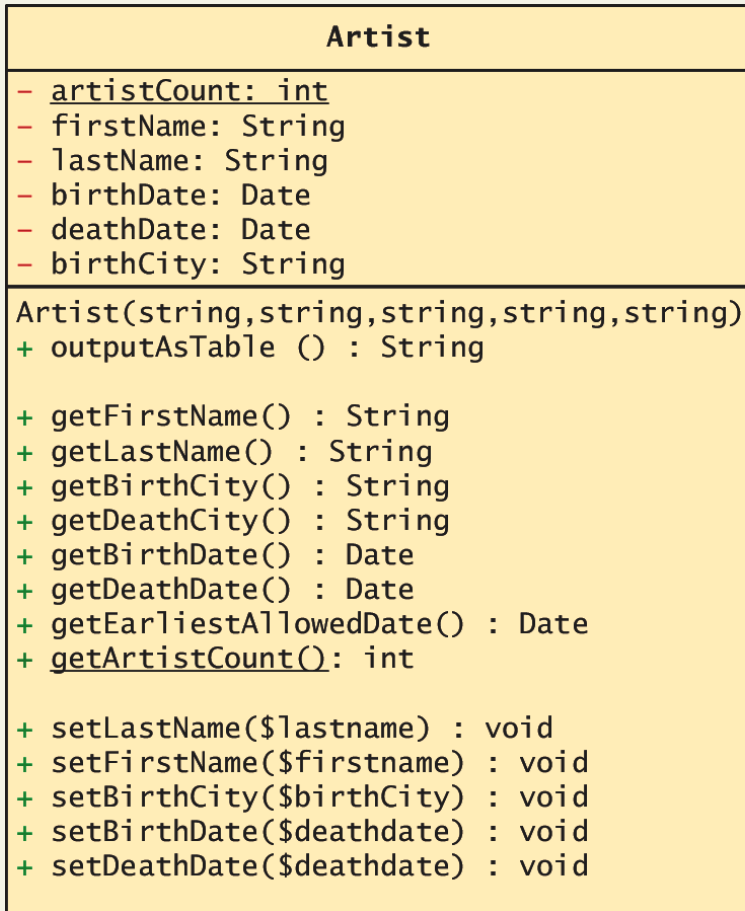 Artist
- artistCount: int
- firstName: String
- lastName: String
- birthDate: Date
- deathDate: Date
- birthCity: String
Artist(string,string,string,string,string)
+ outputAsTable () : String
+ getFirstName() : String
+ getLastName() : String
+ getBirthCity() : String
+ getDeathCity() : String
+ getBirthDate() : Date
+ getDeathDate() : Date
+ getEarliestAllowedDate() : Date
+ getArtistCount(): int
+ setLastName($lastname) : void
+ setFirstName($firstname) : void
+ setBirthCity($birthCity) : void
+ setBirthDate($deathdate) : void
+ setDeathDate($deathdate) : void